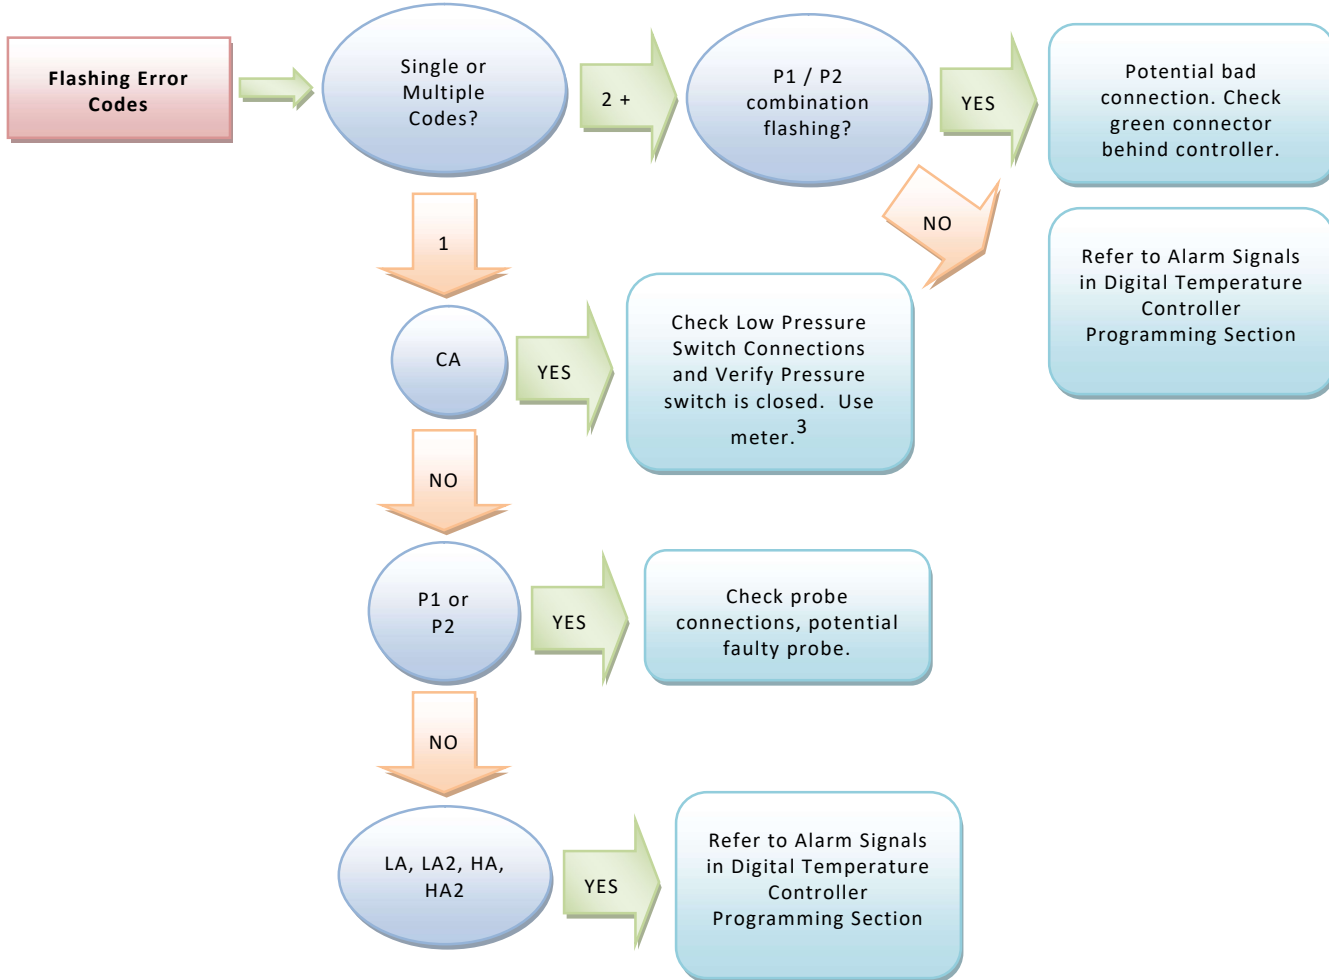 Flashing Error
Codes
Single or
Multiple
Codes?
2 +
P1 / P2
combination
flashing?
YES
Potential bad
connection. Check
green connector
behind controller.
NO
Refer to Alarm Signals
in Digital Temperature
Controller
Programming Section
1
CA
YES
Check Low Pressure
Switch Connections
and Verify Pressure
switch is closed. Use
meter.3
NO
P1 or
P2
YES
Check probe
connections, potential
faulty probe.
NO
LA, LA2, HA,
HA2
YES
Refer to Alarm Signals
in Digital Temperature
Controller
Programming Section